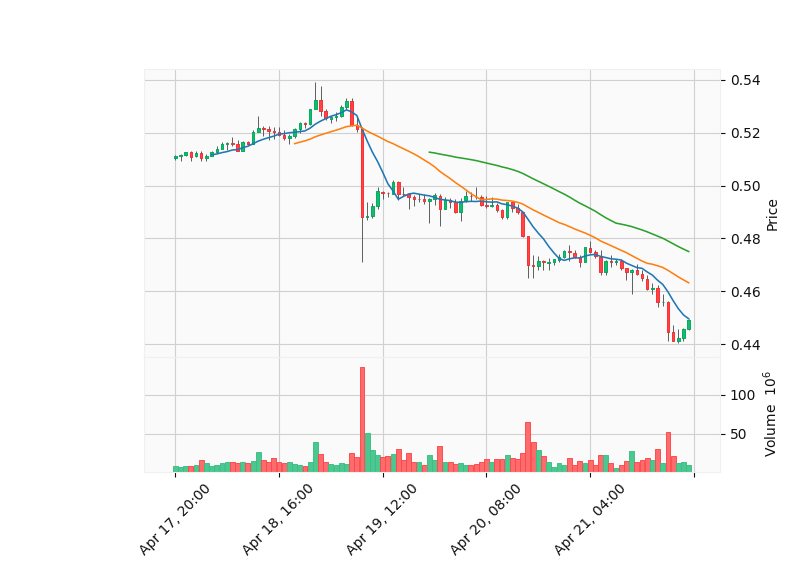 0.54
0.52
0.50
0.48
0.46
0.44
Price
100
50
Volume 10^6
Apr 17, 20:00
Apr 18, 16:00
Apr 19, 12:00
Apr 20, 08:00
Apr 21, 04:00